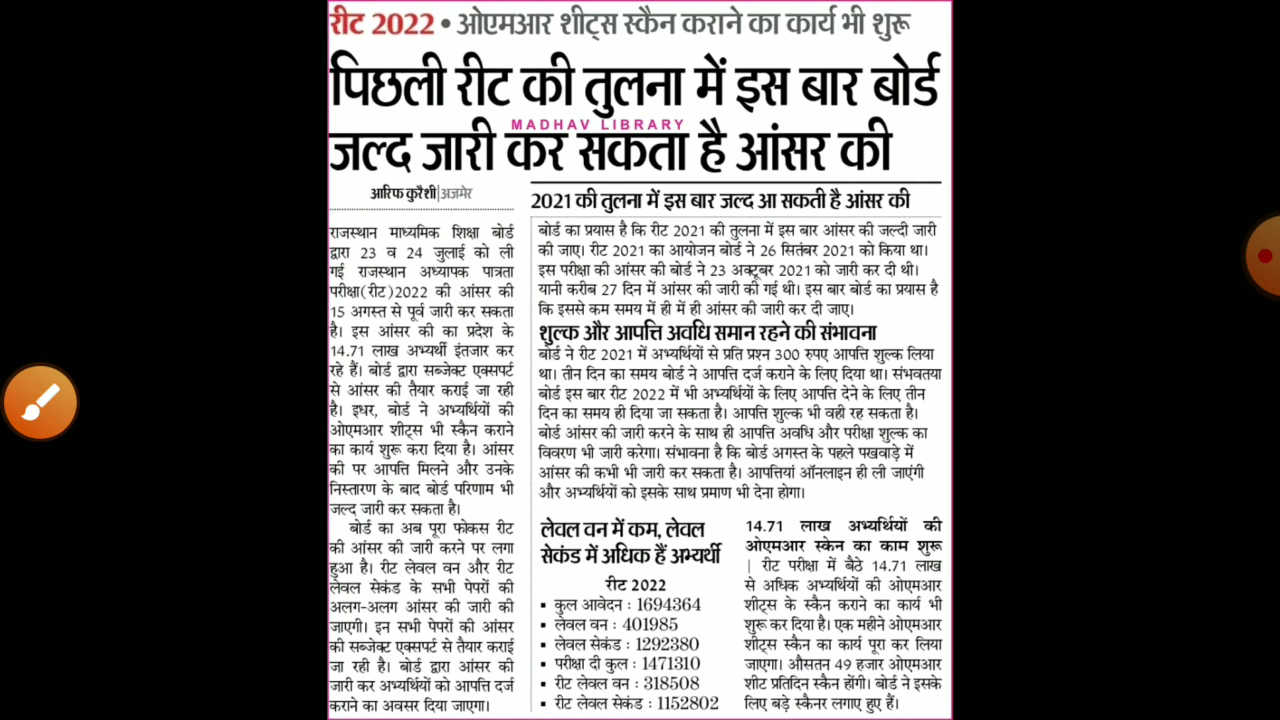 रीट 2022 • ओएमआर शीट्स स्कैन कराने का कार्य भी शुरू
पिछली रीट की तुलना में इस बार बोर्ड
MADHAV LIBRARY
जल्द जारी कर सकता है आंसर की
आरिफ कुरैशी|अजमेर
राजस्थान माध्यमिक शिक्षा बोर्ड
द्वारा 23 व 24 जुलाई को ली
गई राजस्थान अध्यापक पात्रता
परीक्षा(रीट)2022 की आंसर की
15 अगस्त से पूर्व जारी कर सकता
है। इस आंसर की का प्रदेश के
14.71 लाख अभ्यर्थी इंतजार कर
रहे हैं। बोर्ड द्वारा सब्जेक्ट एक्सपर्ट
से आंसर की तैयार कराई जा रही
है। इधर, बोर्ड ने अभ्यर्थियों की
ओएमआर शीट्स भी स्कैन कराने
का कार्य शुरू करा दिया है। आंसर
की पर आपत्ति मिलने और उनके
निस्तारण के बाद बोर्ड परिणाम भी
जल्द जारी कर सकता है।
बोर्ड का अब पूरा फोकस रीट
की आंसर की जारी करने पर लगा
हुआ है। रीट लेवल वन और रीट
लेवल सेकंड के सभी पेपरों की
अलग-अलग आंसर की जारी की
जाएगी। इन सभी पेपरों की आंसर
की सब्जेक्ट एक्सपर्ट से तैयार कराई
जा रही है। बोर्ड द्वारा आंसर की
जारी कर अभ्यर्थियों को आपत्ति दर्ज
कराने का अवसर दिया जाएगा।
2021 की तुलना में इस बार जल्द आ सकती है आंसर की
बोर्ड का प्रयास है कि रीट 2021 की तुलना में इस बार आंसर की जल्दी जारी
की जाए। रीट 2021 का आयोजन बोर्ड ने 26 सितंबर 2021 को किया था।
इस परीक्षा की आंसर की बोर्ड ने 23 अक्टूबर 2021 को जारी कर दी थी।
यानी करीब 27 दिन में आंसर की जारी की गई थी। इस बार बोर्ड का प्रयास है
कि इससे कम समय में ही में ही आंसर की जारी कर दी जाए।
शुल्क और आपत्ति अवधि समान रहने की संभावना
बोर्ड ने रीट 2021 में अभ्यर्थियों से प्रति प्रश्न 300 रुपए आपत्ति शुल्क लिया
था। तीन दिन का समय बोर्ड ने आपत्ति दर्ज कराने के लिए दिया था। संभवतया
बोर्ड इस बार रीट 2022 में भी अभ्यर्थियों के लिए आपत्ति देने के लिए तीन
दिन का समय ही दिया जा सकता है। आपत्ति शुल्क भी वही रह सकता है।
बोर्ड आंसर की जारी करने के साथ ही आपत्ति अवधि और परीक्षा शुल्क का
विवरण भी जारी करेगा। संभावना है कि बोर्ड अगस्त के पहले पखवाड़े में
आंसर की कभी भी जारी कर सकता है। आपत्तियां ऑनलाइन ही ली जाएंगी
और अभ्यर्थियों को इसके साथ प्रमाण भी देना होगा।
लेवल वन में कम, लेवल
सेकंड में अधिक हैं अभ्यर्थी
रीट 2022
▪ कुल आवेदन : 1694364
▪ लेवल वन : 401985
▪ लेवल सेकंड : 1292380
▪ परीक्षा दी कुल : 1471310
▪ रीट लेवल वन : 318508
▪ रीट लेवल सेकंड : 1152802
14.71 लाख अभ्यर्थियों की
ओएमआर स्केन का काम शुरू
| रीट परीक्षा में बैठे 14.71 लाख
से अधिक अभ्यर्थियों की ओएमआर
शीट्स के स्कैन कराने का कार्य भी
शुरू कर दिया है। एक महीने ओएमआर
शीट्स स्कैन का कार्य पूरा कर लिया
जाएगा। औसतन 49 हजार ओएमआर
शीट प्रतिदिन स्कैन होंगी। बोर्ड ने इसके
लिए बड़े स्कैनर लगाए हुए हैं।